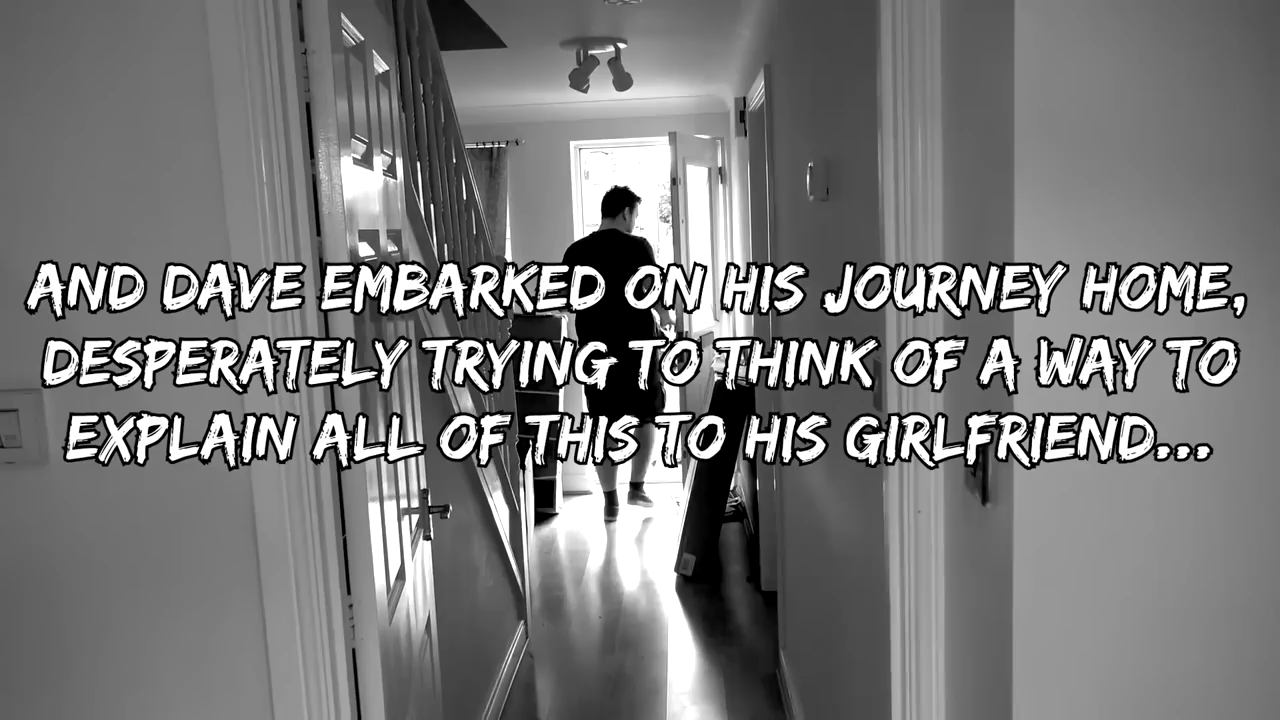 AND DAVE EMBARKED ON HIS JOURNEY HOME,
DESPERATELY TRYING TO THINK OF A WAY TO
EXPLAIN ALL OF THIS TO HIS GIRLFRIEND...